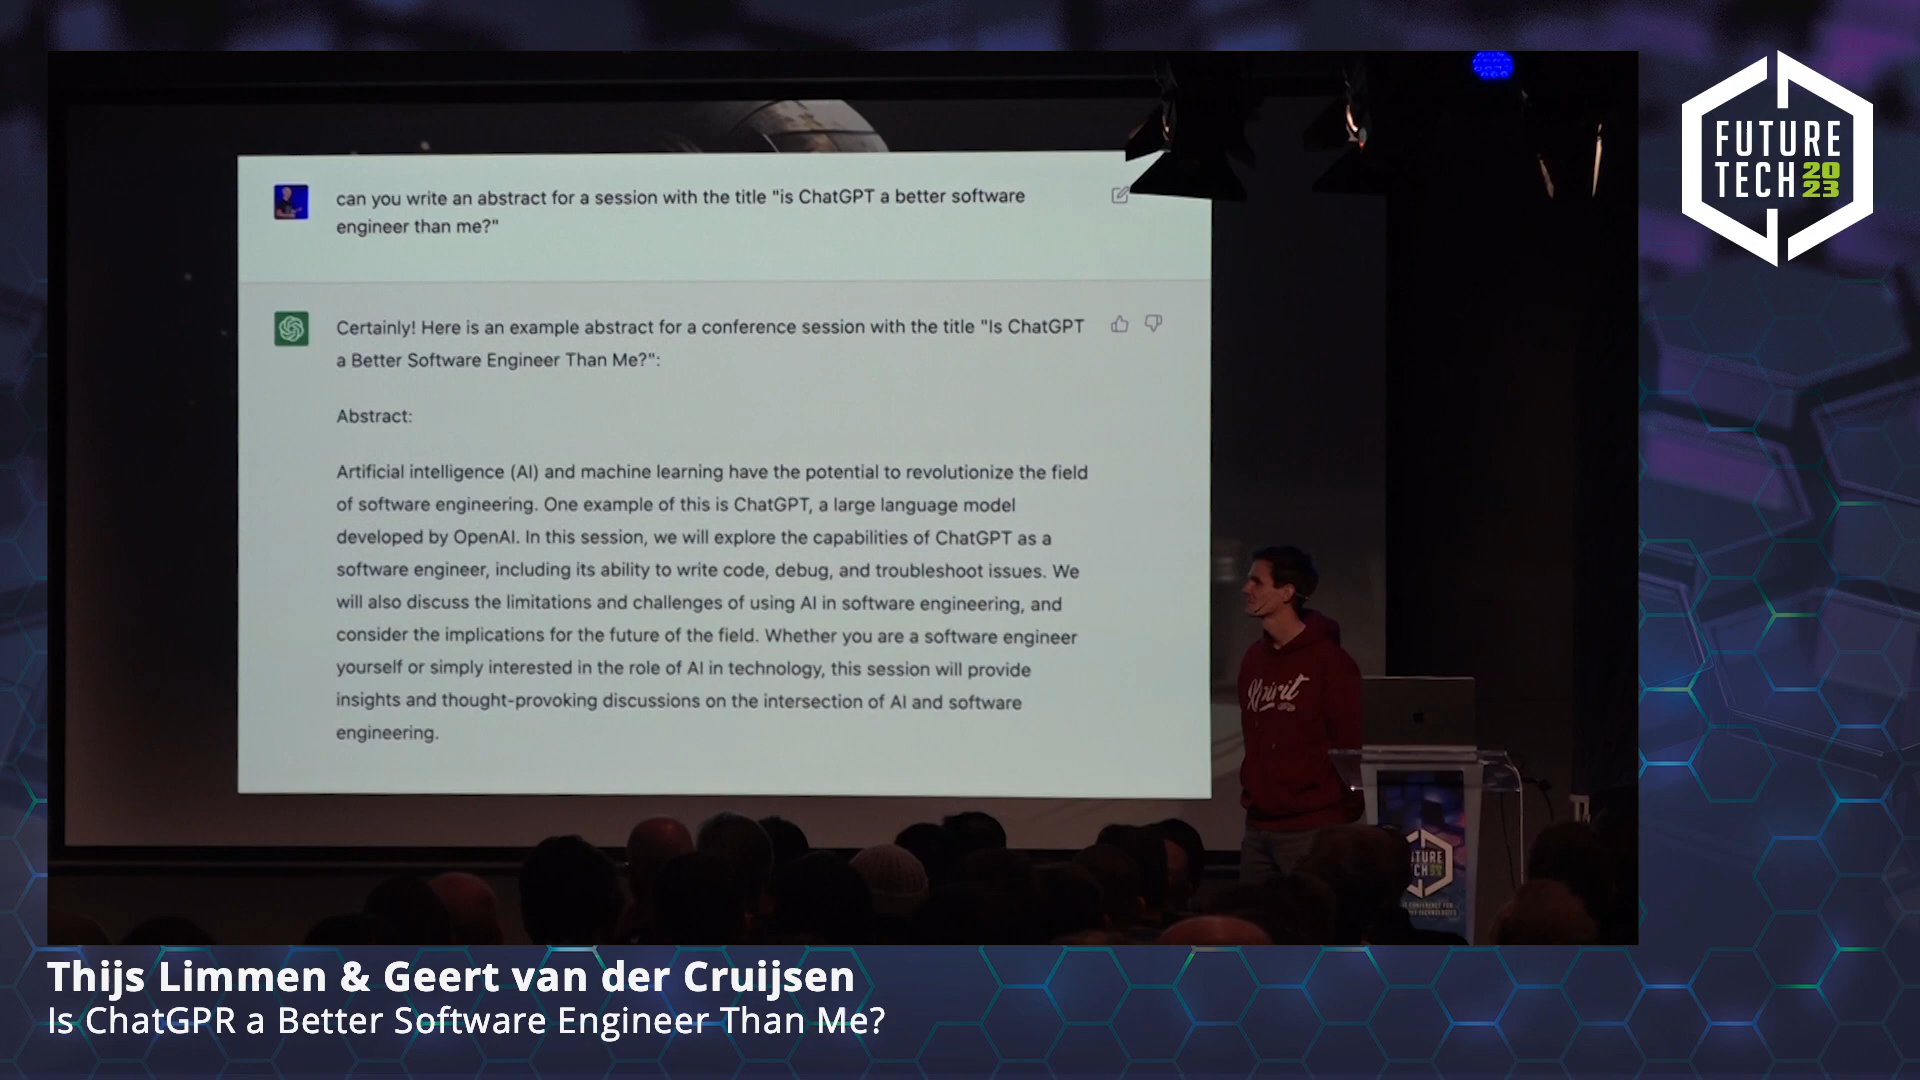 FUTURE
TECH 20
23
can you write an abstract for a session with the title "is ChatGPT a better software
engineer than me?"
Certainly! Here is an example abstract for a conference session with the title "Is ChatGPT
a Better Software Engineer Than Me?":
Abstract:
Artificial intelligence (AI) and machine learning have the potential to revolutionize the field
of software engineering. One example of this is ChatGPT, a large language model
developed by OpenAI. In this session, we will explore the capabilities of ChatGPT as a
software engineer, including its ability to write code, debug, and troubleshoot issues. We
will also discuss the limitations and challenges of using AI in software engineering, and
consider the implications for the future of the field. Whether you are a software engineer
yourself or simply interested in the role of AI in technology, this session will provide
insights and thought-provoking discussions on the intersection of AI and software
engineering.
Xpirit
Thijs Limmen & Geert van der Cruijsen
Is ChatGPR a Better Software Engineer Than Me?